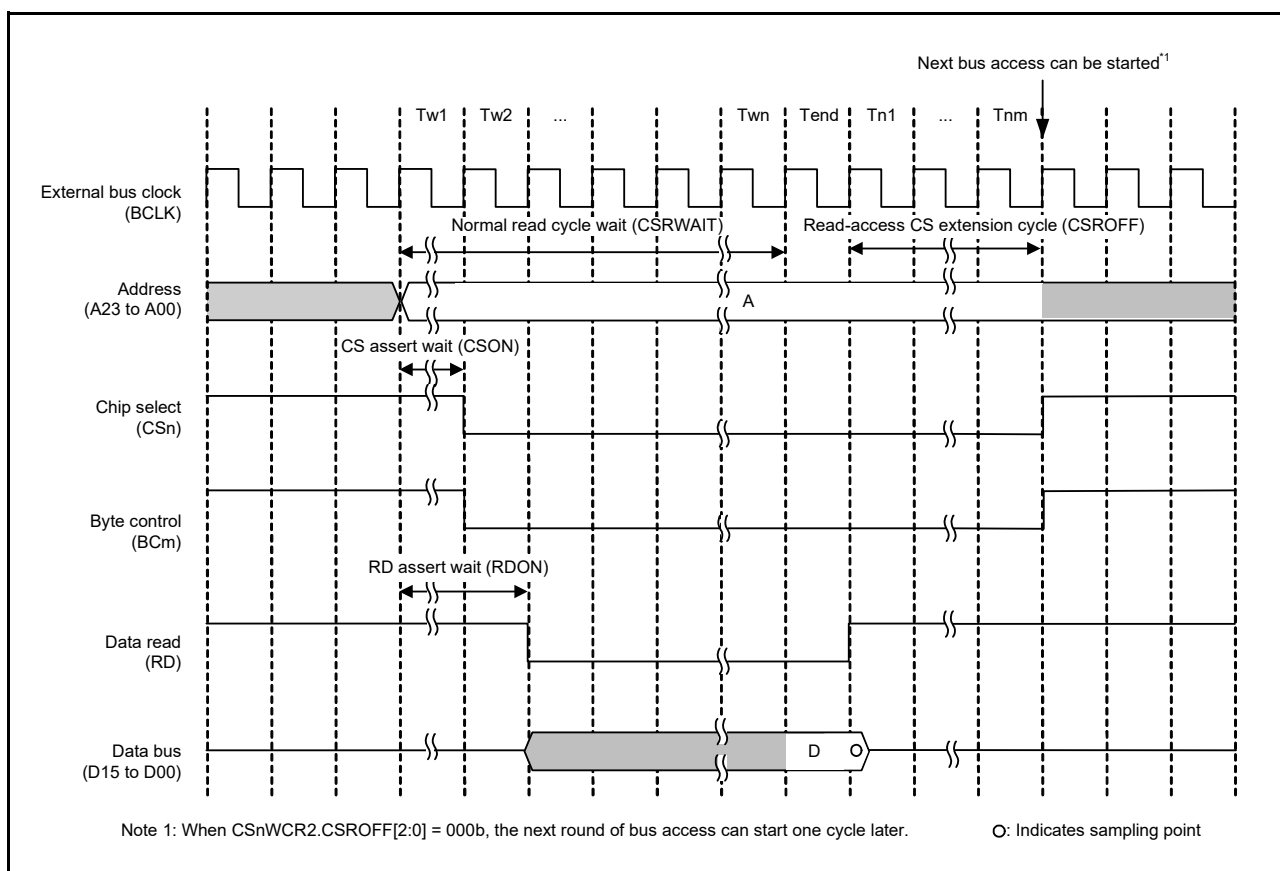 Next bus access can be started*1
Tw1 Tw2 ... Twn Tend Tn1 ... Tnm
External bus clock
(BCLK)
Normal read cycle wait (CSRWAIT) Read-access CS extension cycle (CSROFF)
Address
(A23 to A00)
A
CS assert wait (CSON)
Chip select
(CSn)
Byte control
(BCm)
RD assert wait (RDON)
Data read
(RD)
Data bus
(D15 to D00)
D
Note 1: When CSnWCR2.CSROFF[2:0] = 000b, the next round of bus access can start one cycle later. O: Indicates sampling point